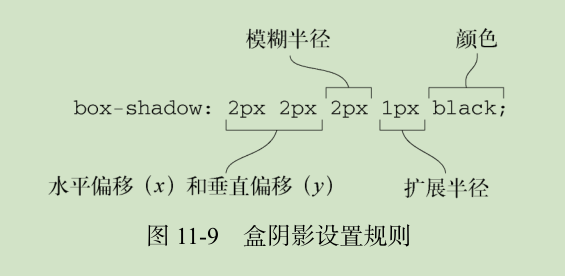 模糊半径 颜色
box-shadow: 2px 2px 2px 1px black;
水平偏移（x）和垂直偏移（y） 扩展半径
图 11-9 盒阴影设置规则